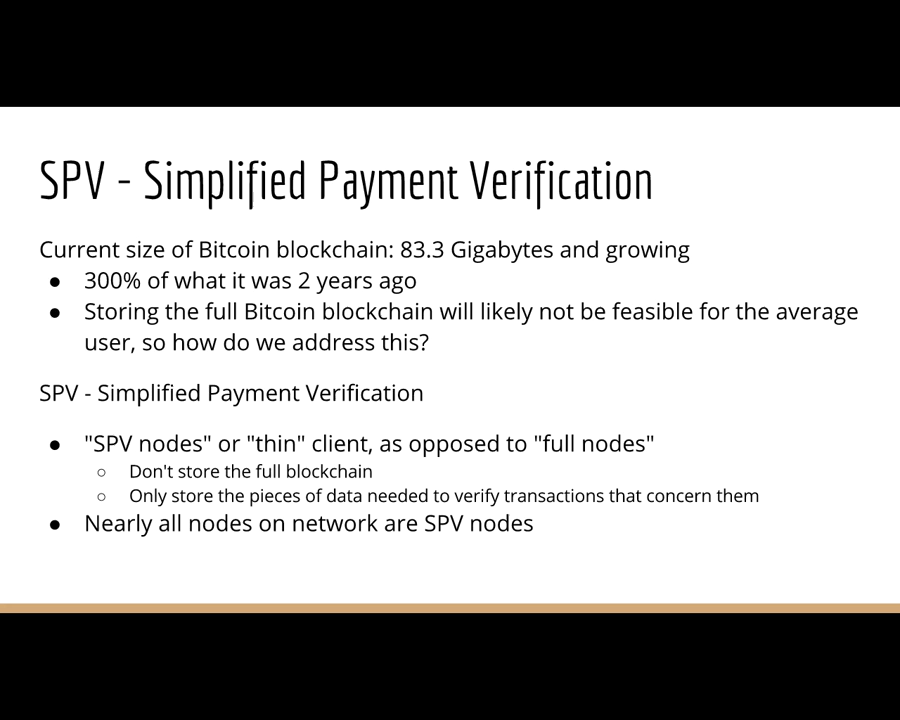 SPV - Simplified Payment Verification
Current size of Bitcoin blockchain: 83.3 Gigabytes and growing
● 300% of what it was 2 years ago
● Storing the full Bitcoin blockchain will likely not be feasible for the average
user, so how do we address this?
SPV - Simplified Payment Verification
● "SPV nodes" or "thin" client, as opposed to "full nodes"
○ Don't store the full blockchain
○ Only store the pieces of data needed to verify transactions that concern them
● Nearly all nodes on network are SPV nodes